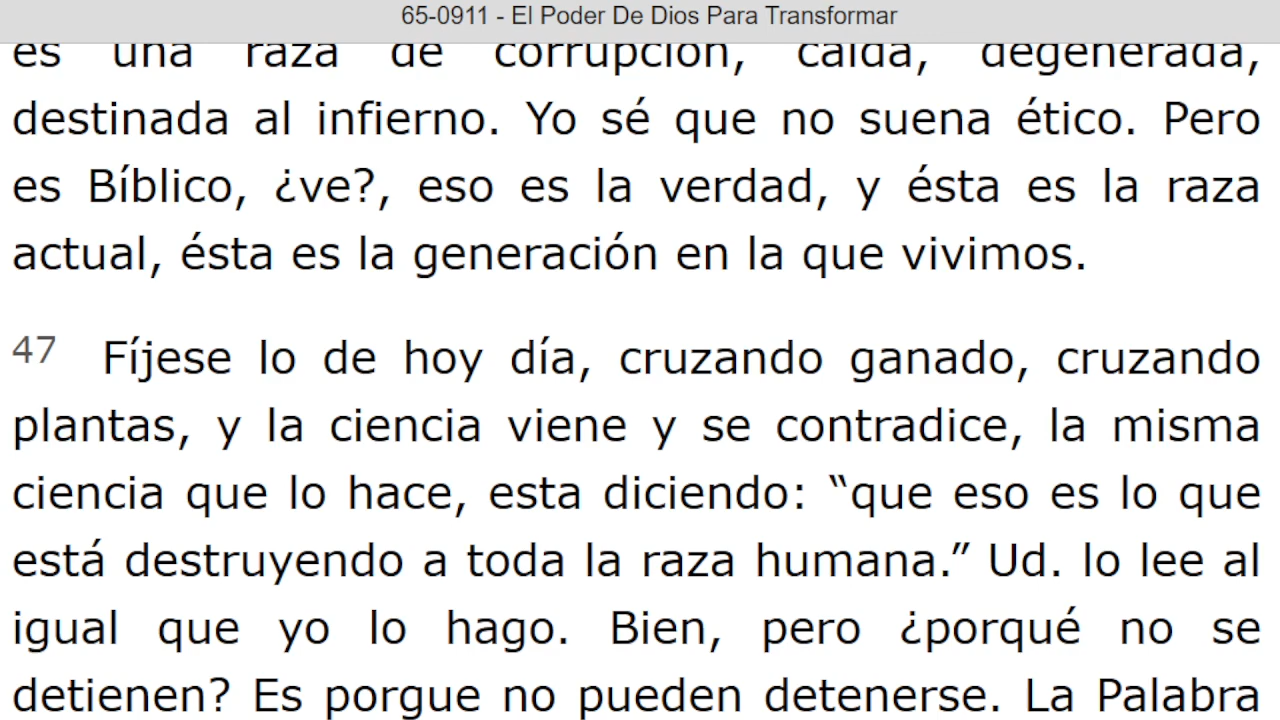 65-0911 - El Poder De Dios Para Transformar
es una raza de corrupción, caída, degenerada,
destinada al infierno. Yo sé que no suena ético. Pero
es Bíblico, ¿ve?, eso es la verdad, y ésta es la raza
actual, ésta es la generación en la que vivimos.
47 Fíjese lo de hoy día, cruzando ganado, cruzando
plantas, y la ciencia viene y se contradice, la misma
ciencia que lo hace, esta diciendo: “que eso es lo que
está destruyendo a toda la raza humana.” Ud. lo lee al
igual que yo lo hago. Bien, pero ¿porqué no se
detienen? Es porque no pueden detenerse. La Palabra